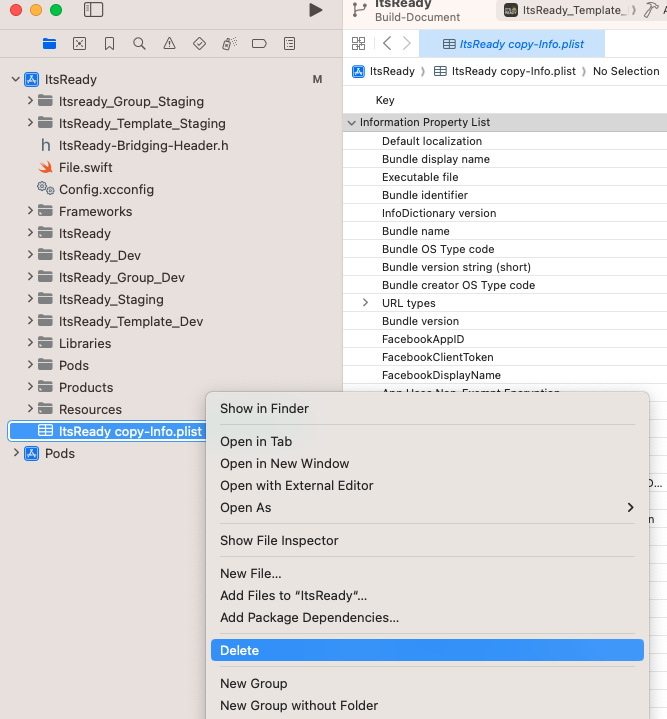 ItsReady
Build-Document
ItsReady_Template_
ItsReady copy-Info.plist
ItsReady
ItsReady copy-Info.plist
No Selection
ItsReady
M
Itsready_Group_Staging
ItsReady_Template_Staging
h ItsReady-Bridging-Header.h
File.swift
Config.xcconfig
Frameworks
ItsReady
ItsReady_Dev
ItsReady_Group_Dev
ItsReady_Staging
ItsReady_Template_Dev
Libraries
Pods
Products
Resources
ItsReady copy-Info.plist
Pods
Key
Information Property List
Default localization
Bundle display name
Executable file
Bundle identifier
InfoDictionary version
Bundle name
Bundle OS Type code
Bundle version string (short)
Bundle creator OS Type code
URL types
Bundle version
FacebookAppID
FacebookClientToken
FacebookDisplayName
Show in Finder
Open in Tab
Open in New Window
Open with External Editor
Open As
Show File Inspector
New File...
Add Files to “ItsReady”...
Add Package Dependencies...
Delete
New Group
New Group without Folder